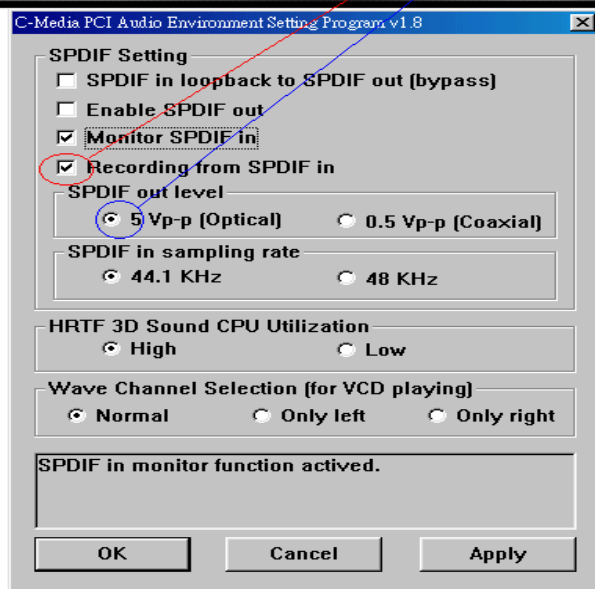 C-Media PCI Audio Environment Setting Program v1.8
SPDIF Setting
SPDIF in loopback to SPDIF out (bypass)
Enable SPDIF out
Monitor SPDIF in
Recording from SPDIF in
SPDIF out level
5 Vp-p (Optical) 0.5 Vp-p (Coaxial)
SPDIF in sampling rate
44.1 KHz 48 KHz
HRTF 3D Sound CPU Utilization
High Low
Wave Channel Selection (for VCD playing)
Normal Only left Only right
SPDIF in monitor function actived.
OK Cancel Apply